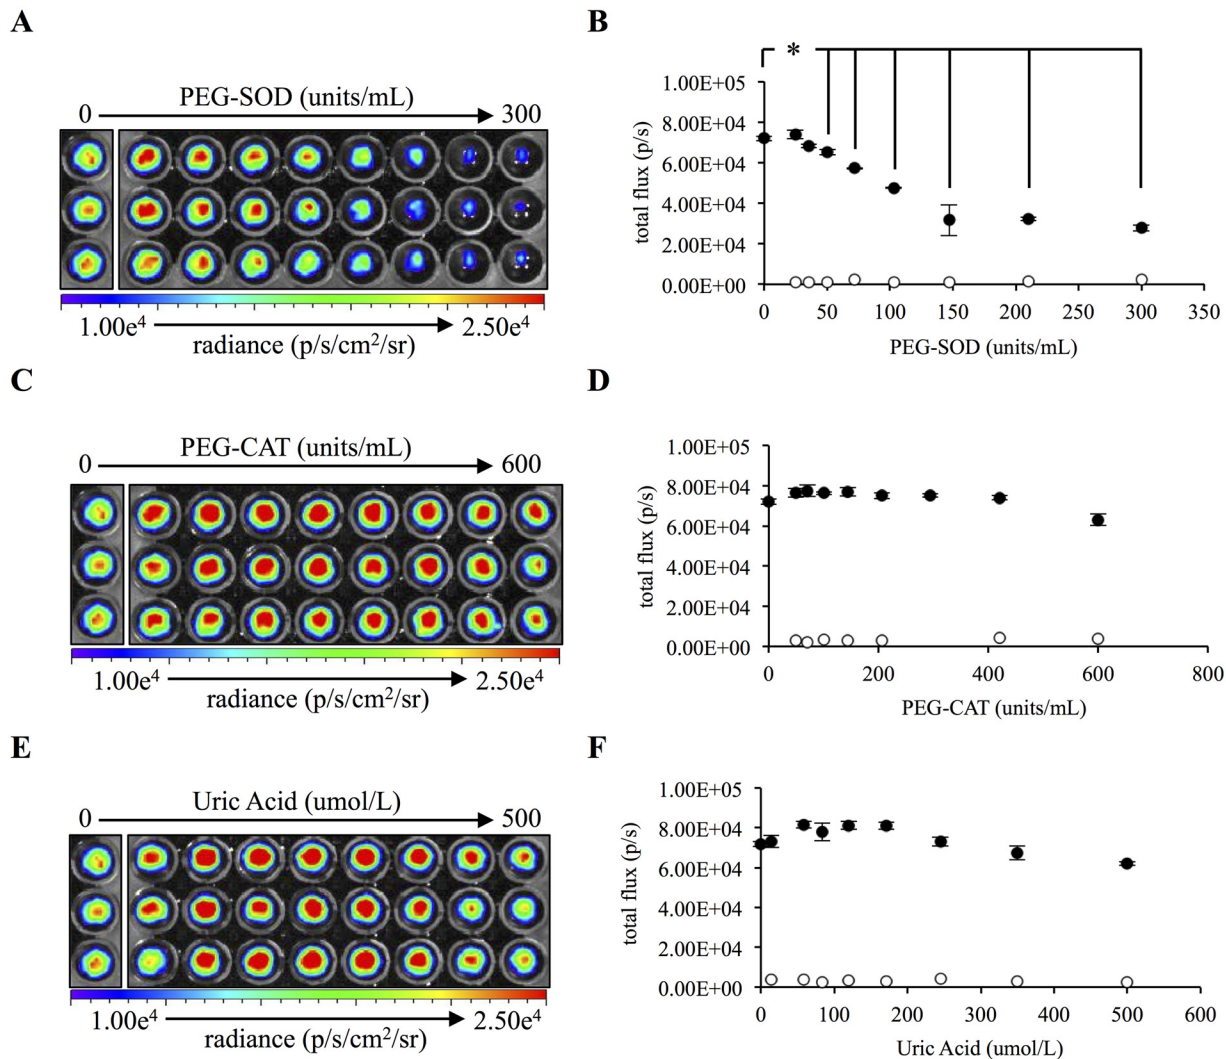 A
PEG-SOD (units/mL)
0
300
1.00e⁴
2.50e⁴
radiance (p/s/cm²/sr)
B
*
1.00E+05
8.00E+04
6.00E+04
4.00E+04
2.00E+04
0.00E+00
total flux (p/s)
0 50 100 150 200 250 300 350
PEG-SOD (units/mL)
C
PEG-CAT (units/mL)
0
600
1.00e⁴
2.50e⁴
radiance (p/s/cm²/sr)
D
1.00E+05
8.00E+04
6.00E+04
4.00E+04
2.00E+04
0.00E+00
total flux (p/s)
0 200 400 600 800
PEG-CAT (units/mL)
E
Uric Acid (umol/L)
0
500
1.00e⁴
2.50e⁴
radiance (p/s/cm²/sr)
F
1.00E+05
8.00E+04
6.00E+04
4.00E+04
2.00E+04
0.00E+00
total flux (p/s)
0 100 200 300 400 500 600
Uric Acid (umol/L)